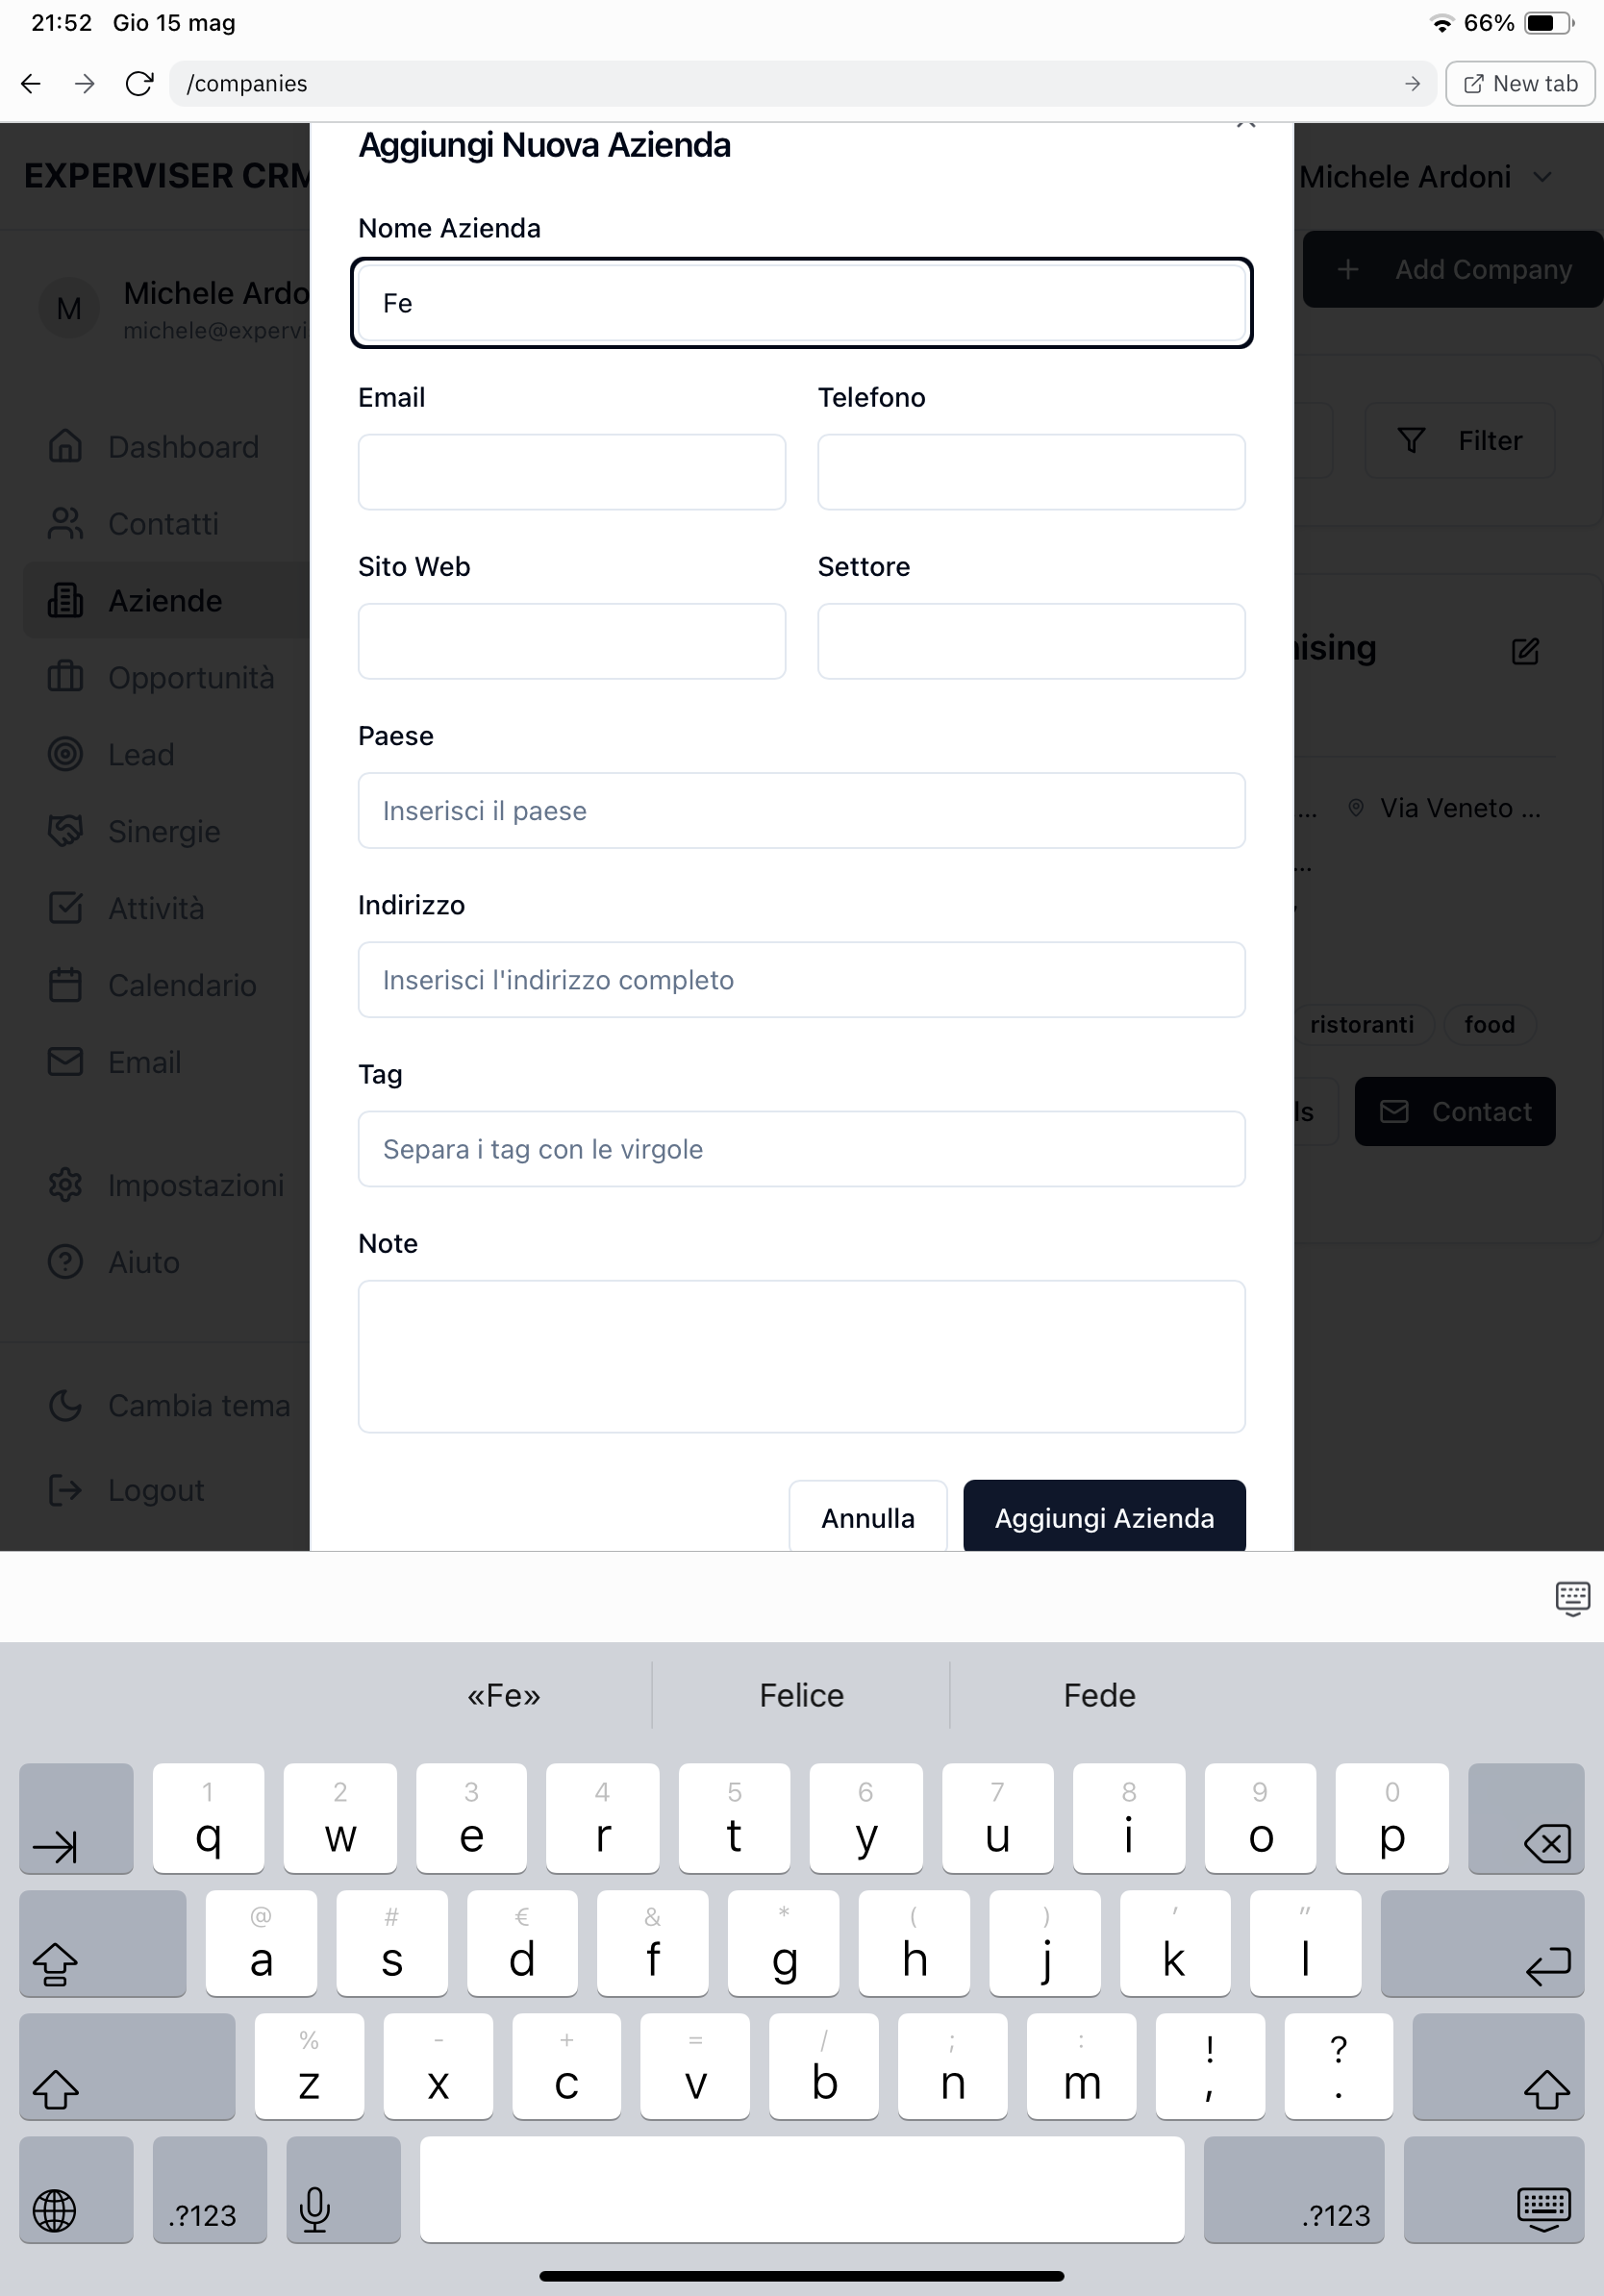 21:52 Gio 15 mag
66%
/companies
New tab
Aggiungi Nuova Azienda
EXPERVISER CRM
Michele Ardoni
Nome Azienda
Fe
Add Company
M
Michele Ardo
michele@expervi
Email
Telefono
Filter
Dashboard
Contatti
Aziende
Opportunità
Lead
Sinergie
Attività
Calendario
Email
Impostazioni
Aiuto
Cambia tema
Logout
Sito Web
Settore
Paese
Inserisci il paese
Indirizzo
Inserisci l'indirizzo completo
Tag
Separa i tag con le virgole
Note
Annulla
Aggiungi Azienda
ising
... Via Veneto ...
...
ristoranti
food
ls
Contact
«Fe»
Felice
Fede
1 2 3 4 5 6 7 8 9 0
q w e r t y u i o p
@ # € & * ( ) ' "
a s d f g h j k l
% - + = / ; : ! ?
z x c v b n m , .
.?123
.?123